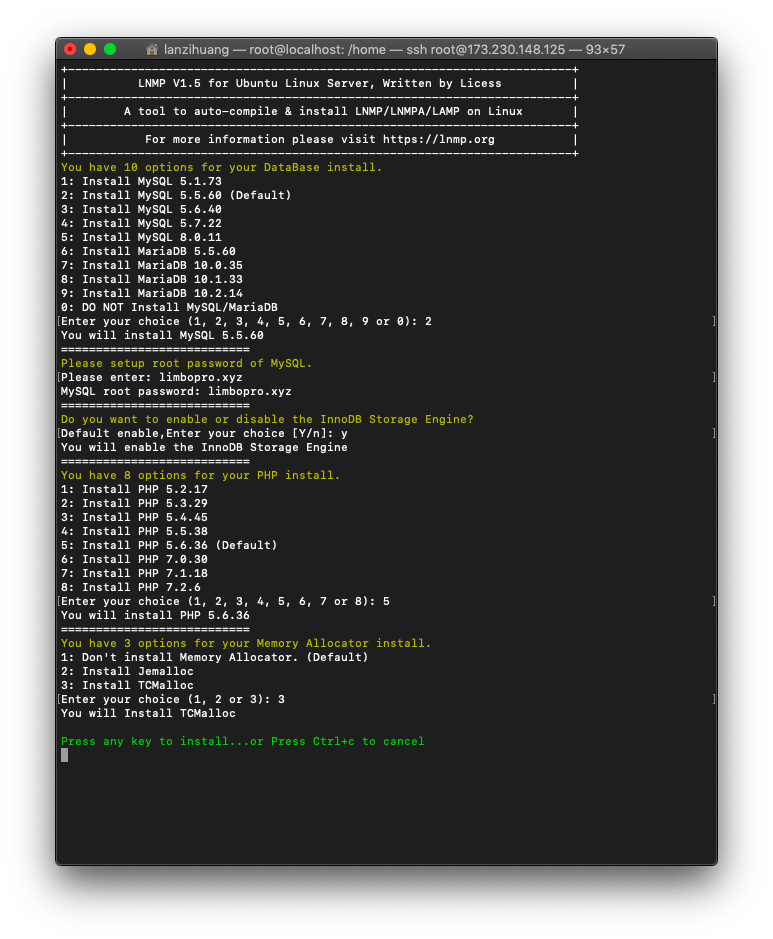 lanzihuang — root@localhost: /home — ssh root@173.230.148.125 — 93×57
+------------------------------------------------------------------------+
|          LNMP V1.5 for Ubuntu Linux Server, Written by Licess          |
+------------------------------------------------------------------------+
|        A tool to auto-compile & install LNMP/LNMPA/LAMP on Linux       |
+------------------------------------------------------------------------+
|           For more information please visit https://lnmp.org           |
+------------------------------------------------------------------------+
You have 10 options for your DataBase install.
1: Install MySQL 5.1.73
2: Install MySQL 5.5.60 (Default)
3: Install MySQL 5.6.40
4: Install MySQL 5.7.22
5: Install MySQL 8.0.11
6: Install MariaDB 5.5.60
7: Install MariaDB 10.0.35
8: Install MariaDB 10.1.33
9: Install MariaDB 10.2.14
0: DO NOT Install MySQL/MariaDB
[Enter your choice (1, 2, 3, 4, 5, 6, 7, 8, 9 or 0): 2 ]
You will install MySQL 5.5.60
===========================
Please setup root password of MySQL.
[Please enter: limbopro.xyz ]
MySQL root password: limbopro.xyz
===========================
Do you want to enable or disable the InnoDB Storage Engine?
[Default enable,Enter your choice [Y/n]: y ]
You will enable the InnoDB Storage Engine
===========================
You have 8 options for your PHP install.
1: Install PHP 5.2.17
2: Install PHP 5.3.29
3: Install PHP 5.4.45
4: Install PHP 5.5.38
5: Install PHP 5.6.36 (Default)
6: Install PHP 7.0.30
7: Install PHP 7.1.18
8: Install PHP 7.2.6
[Enter your choice (1, 2, 3, 4, 5, 6, 7 or 8): 5 ]
You will install PHP 5.6.36
===========================
You have 3 options for your Memory Allocator install.
1: Don't install Memory Allocator. (Default)
2: Install Jemalloc
3: Install TCMalloc
[Enter your choice (1, 2 or 3): 3 ]
You will Install TCMalloc
Press any key to install...or Press Ctrl+c to cancel